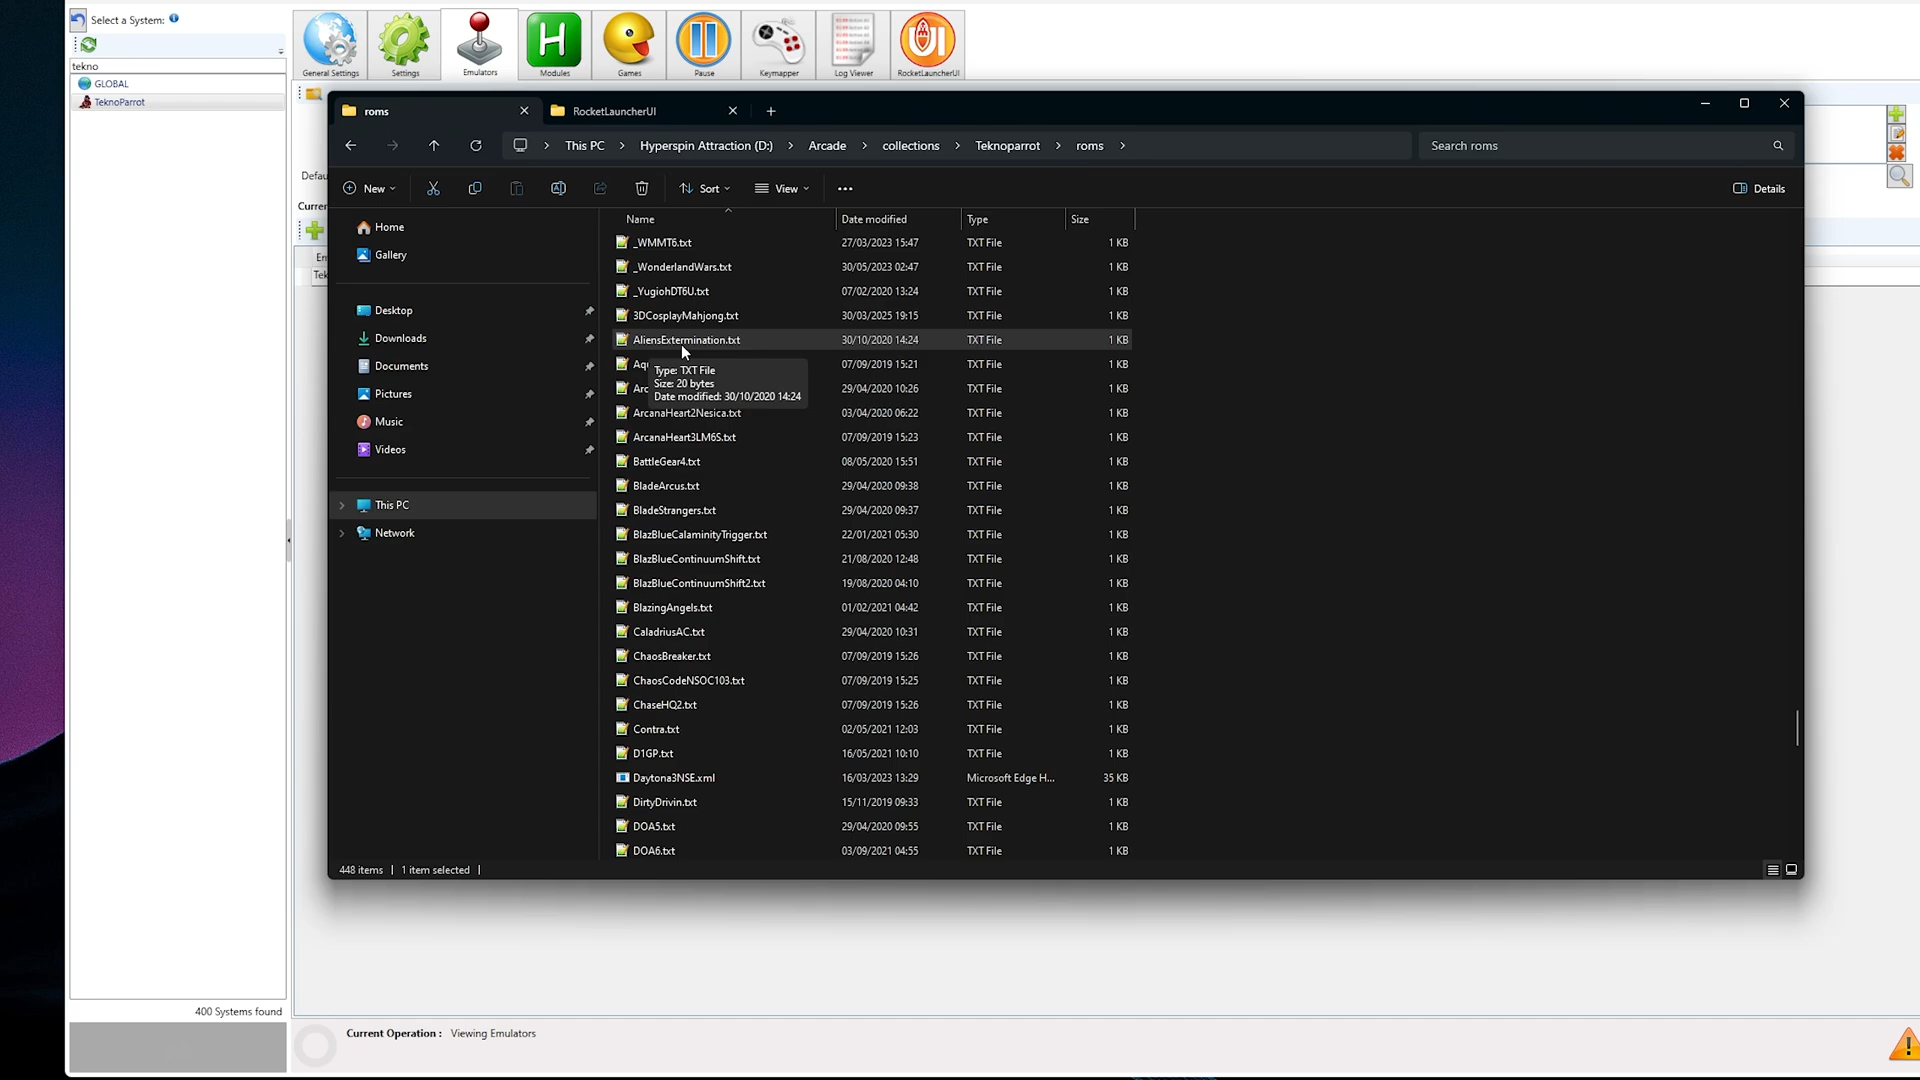 Select a System:
tekno
GLOBAL
TeknoParrot
400 Systems found
General Settings
Settings
Emulators
Modules
Games
Pause
Keymapper
Log Viewer
RocketLauncherUI
roms
RocketLauncherUI
This PC > Hyperspin Attraction (D:) > Arcade > collections > Teknoparrot > roms >
Search roms
New
Sort
View
Details
Home
Gallery
Desktop
Downloads
Documents
Pictures
Music
Videos
This PC
Network
Name Date modified Type Size
_WMMT6.txt 27/03/2023 15:47 TXT File 1 KB
_WonderlandWars.txt 30/05/2023 02:47 TXT File 1 KB
_YugiohDT6U.txt 07/02/2020 13:24 TXT File 1 KB
3DCosplayMahjong.txt 30/03/2025 19:15 TXT File 1 KB
AliensExtermination.txt 30/10/2020 14:24 TXT File 1 KB
07/09/2019 15:21 TXT File 1 KB
29/04/2020 10:26 TXT File 1 KB
Type: TXT File
Size: 20 bytes
Date modified: 30/10/2020 14:24
ArcanaHeart2Nesica.txt 03/04/2020 06:22 TXT File 1 KB
ArcanaHeart3LM6S.txt 07/09/2019 15:23 TXT File 1 KB
BattleGear4.txt 08/05/2020 15:51 TXT File 1 KB
BladeArcus.txt 29/04/2020 09:38 TXT File 1 KB
BladeStrangers.txt 29/04/2020 09:37 TXT File 1 KB
BlazBlueCalaminityTrigger.txt 22/01/2021 05:30 TXT File 1 KB
BlazBlueContinuumShift.txt 21/08/2020 12:48 TXT File 1 KB
BlazBlueContinuumShift2.txt 19/08/2020 04:10 TXT File 1 KB
BlazingAngels.txt 01/02/2021 04:42 TXT File 1 KB
CaladriusAC.txt 29/04/2020 10:31 TXT File 1 KB
ChaosBreaker.txt 07/09/2019 15:26 TXT File 1 KB
ChaosCodeNSOC103.txt 07/09/2019 15:25 TXT File 1 KB
ChaseHQ2.txt 07/09/2019 15:26 TXT File 1 KB
Contra.txt 02/05/2021 12:03 TXT File 1 KB
D1GP.txt 16/05/2021 10:10 TXT File 1 KB
Daytona3NSE.xml 16/03/2023 13:29 Microsoft Edge H... 35 KB
DirtyDrivin.txt 15/11/2019 09:33 TXT File 1 KB
DOA5.txt 29/04/2020 09:55 TXT File 1 KB
DOA6.txt 03/09/2021 04:55 TXT File 1 KB
448 items 1 item selected
Current Operation : Viewing Emulators